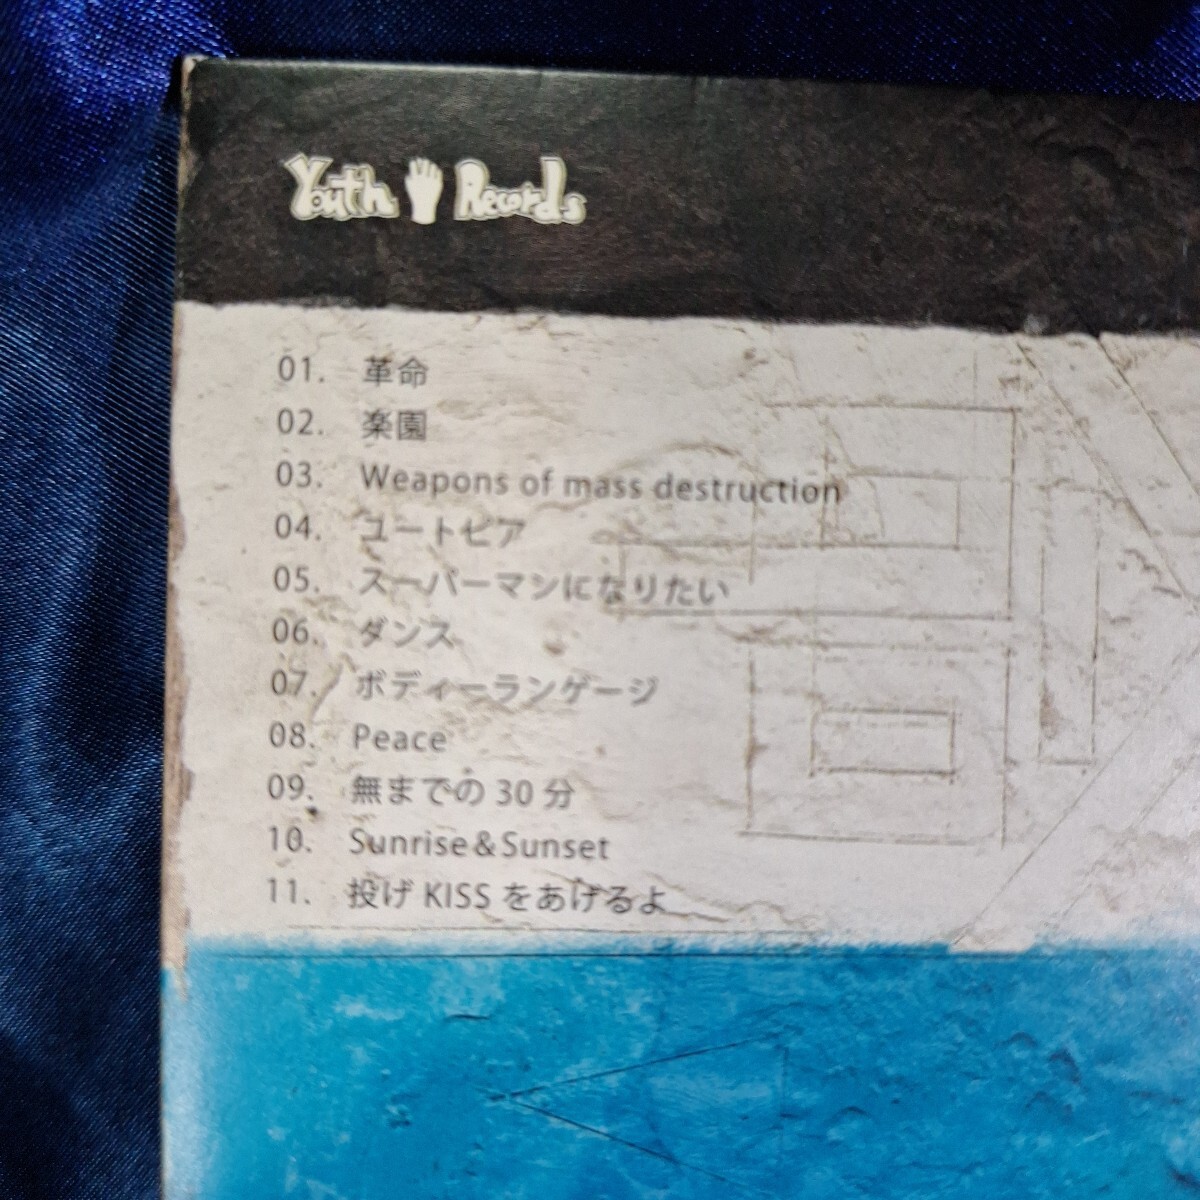 Youth Records
01. 革命
02. 楽園
03. Weapons of mass destruction
04. ユートピア
05. スーパーマンになりたい
06. ダンス
07. ボディーランゲージ
08. Peace
09. 無までの 30 分
10. Sunrise&Sunset
11. 投げ KISS をあげるよ